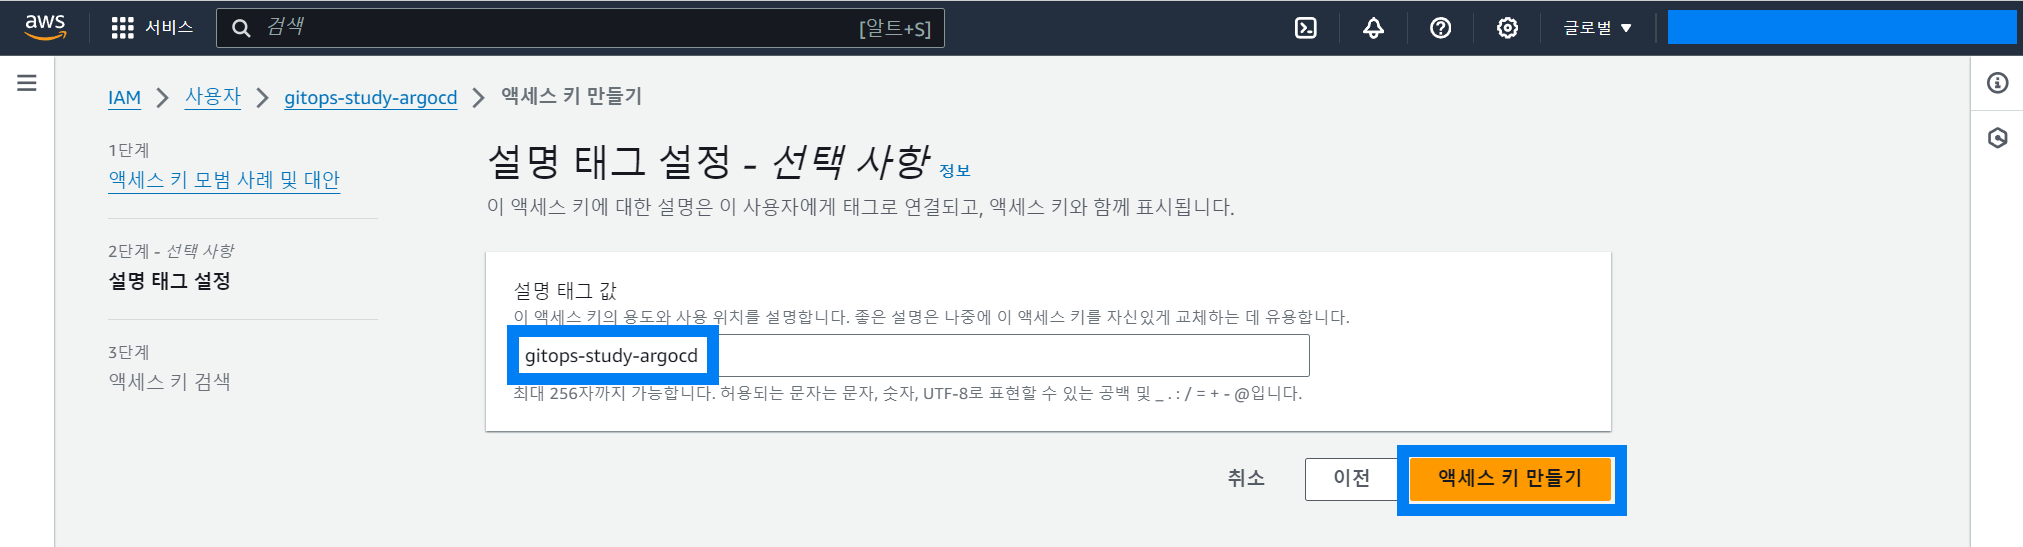 aws 서비스 검색 [알트+S] 글로벌
IAM 사용자 gitops-study-argocd 액세스 키 만들기
1단계
액세스 키 모범 사례 및 대안
2단계 - 선택 사항
설명 태그 설정
3단계
액세스 키 검색
설명 태그 설정 - 선택 사항 정보
이 액세스 키에 대한 설명은 이 사용자에게 태그로 연결되고, 액세스 키와 함께 표시됩니다.
설명 태그 값
이 액세스 키의 용도와 사용 위치를 설명합니다. 좋은 설명은 나중에 이 액세스 키를 자신있게 교체하는 데 유용합니다.
gitops-study-argocd
최대 256자까지 가능합니다. 허용되는 문자는 문자, 숫자, UTF-8로 표현할 수 있는 공백 및 _ . : / = + - @입니다.
취소 이전 액세스 키 만들기